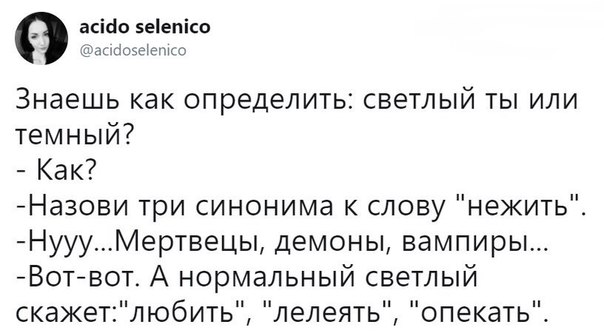 acido selenico
@acidoselenico
Знаешь как определить: светлый ты или
темный?
- Как?
-Назови три синонима к слову "нежить".
-Нууу...Мертвецы, демоны, вампиры...
-Вот-вот. А нормальный светлый
скажет:"любить", "лелеять", "опекать".